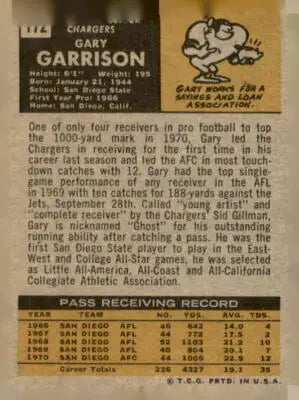 172
CHARGERS
GARY
GARRISON
Height: 6'1" Weight: 195
Born: January 21, 1944
School: San Diego State
First Year Pro: 1966
Home: San Diego, Calif.
GARY WORKS FOR A
SAVINGS AND LOAN
ASSOCIATION.
One of only four receivers in pro football to top
the 1000-yard mark in 1970, Gary led the
Chargers in receiving for the first time in his
career last season and led the AFC in most touch-
down catches with 12. Gary had the top single
game performance of any receiver in the AFL
in 1969 with ten catches for 188-yards against the
Jets, September 28th. Called "young artist" and
"complete receiver" by the Chargers' Sid Gillman,
Gary is nicknamed "Ghost" for his outstanding
running ability after catching a pass. He was the
first San Diego State player to play in the East-
West and College All-Star games, he was selected
as Little All-America, All-Coast and All-California
Collegiate Athletic Association.
PASS RECEIVING RECORD
YEAR TEAM NO. YDS. AVG. TDS.
1966 SAN DIEGO AFL 46 642 14.0 4
1967 SAN DIEGO AFL 44 772 17.5 2
1968 SAN DIEGO AFL 52 1103 21.2 10
1969 SAN DIEGO AFL 40 804 20.1 7
1970 SAN DIEGO AFC 44 1006 22.9 12
Career Totals 226 4327 19.1 35
© T.C.G. PRTD. IN U.S.A.